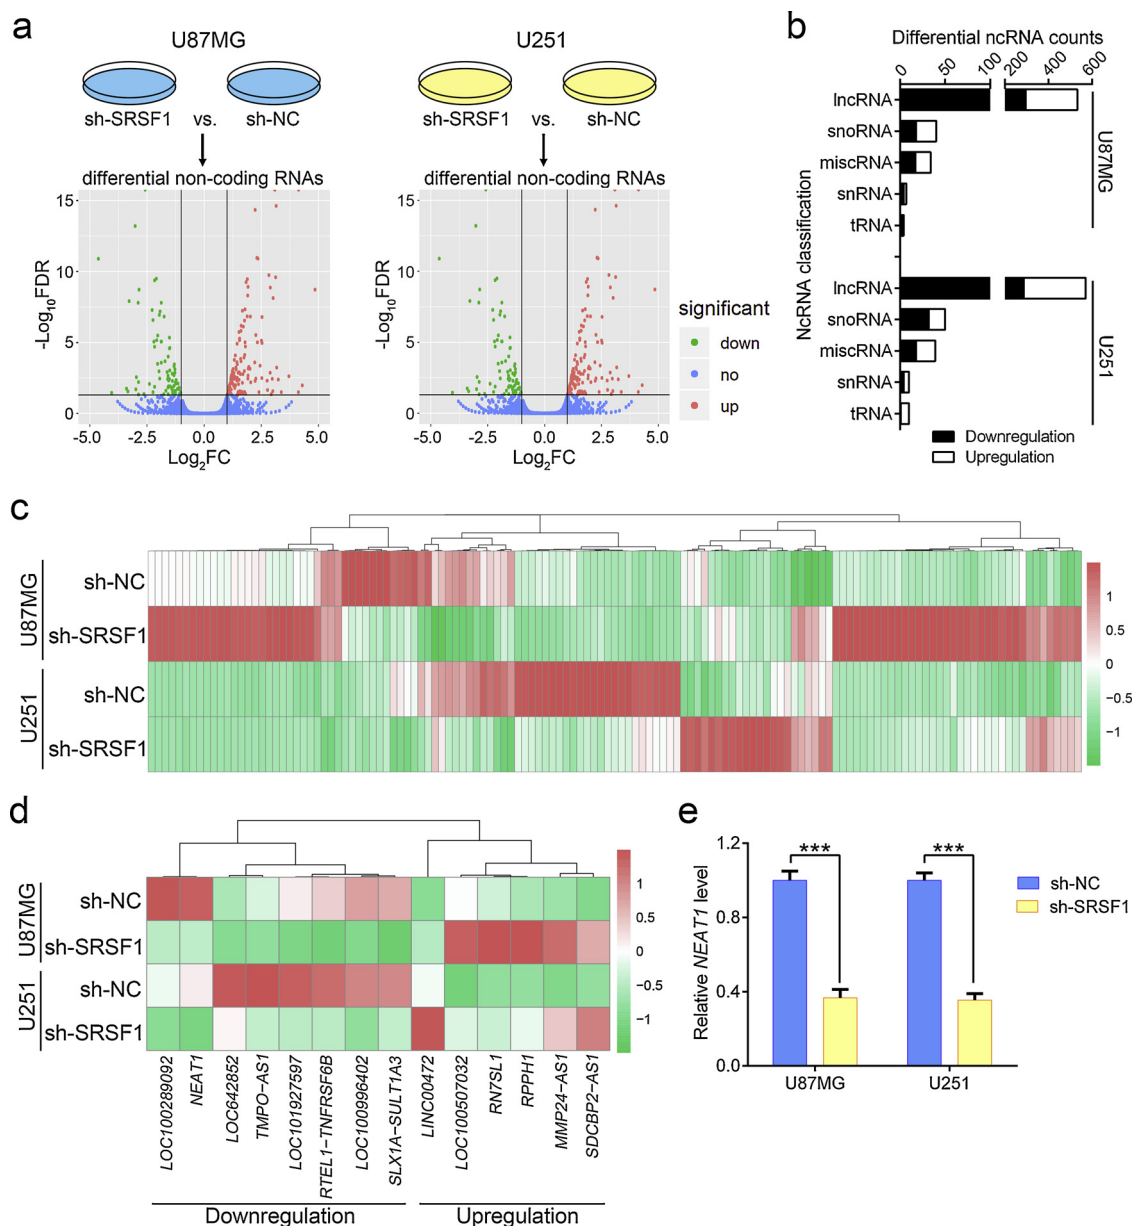 a
U87MG
U251
sh-SRSF1
vs.
sh-NC
sh-SRSF1
vs.
sh-NC
differential non-coding RNAs
differential non-coding RNAs
-Log10FDR
15
10
5
0
-5.0
-2.5
0.0
2.5
5.0
Log2FC
-Log10FDR
15
10
5
0
-5.0
-2.5
0.0
2.5
5.0
Log2FC
significant
down
no
up
b
Differential ncRNA counts
0
50
100
200
400
600
NcRNA classification
lncRNA
snoRNA
miscRNA
snRNA
tRNA
U87MG
lncRNA
snoRNA
miscRNA
snRNA
tRNA
U251
Downregulation
Upregulation
c
U87MG
sh-NC
sh-SRSF1
U251
sh-NC
sh-SRSF1
1
0.5
0
−0.5
−1
d
U87MG
sh-NC
sh-SRSF1
U251
sh-NC
sh-SRSF1
1
0.5
0
−0.5
−1
LOC100289092
NEAT1
LOC642852
TMPO−AS1
LOC101927597
RTEL1−TNFRSF6B
LOC100996402
SLX1A−SULT1A3
LINC00472
LOC100507032
RN7SL1
RPPH1
MMP24−AS1
SDCBP2−AS1
Downregulation
Upregulation
e
Relative NEAT1 level
1.2
0.8
0.4
0.0
***
***
U87MG
U251
sh-NC
sh-SRSF1